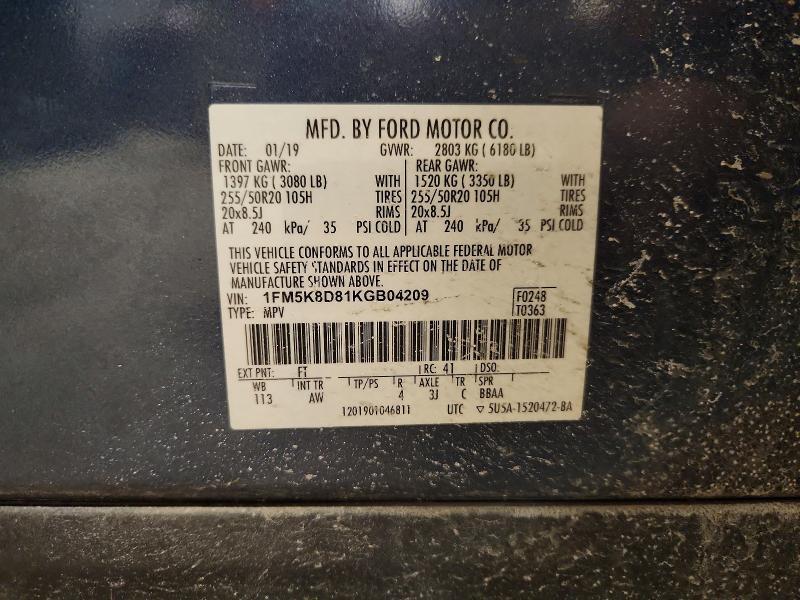 MFD. BY FORD MOTOR CO.
DATE: 01/19 GVWR: 2803 KG ( 6180 LB)
FRONT GAWR: REAR GAWR:
1397 KG ( 3080 LB) WITH 1520 KG ( 3350 LB) WITH
255/50R20 105H TIRES 255/50R20 105H TIRES
20x8.5J RIMS 20x8.5J RIMS
AT 240 kPa/ 35 PSI COLD AT 240 kPa/ 35 PSI COLD
THIS VEHICLE CONFORMS TO ALL APPLICABLE FEDERAL MOTOR
VEHICLE SAFETY STANDARDS IN EFFECT ON THE DATE OF
MANUFACTURE SHOWN ABOVE.
VIN: 1FM5K8D81KGB04209 F0248
TYPE: MPV T0363
EXT PNT: FT RC: 41 DSO:
WB INT TR TP/PS R AXLE TR SPR
113 AW 4 3J C BBAA
1201901046811 UTC ▽ 5U5A-1520472-BA